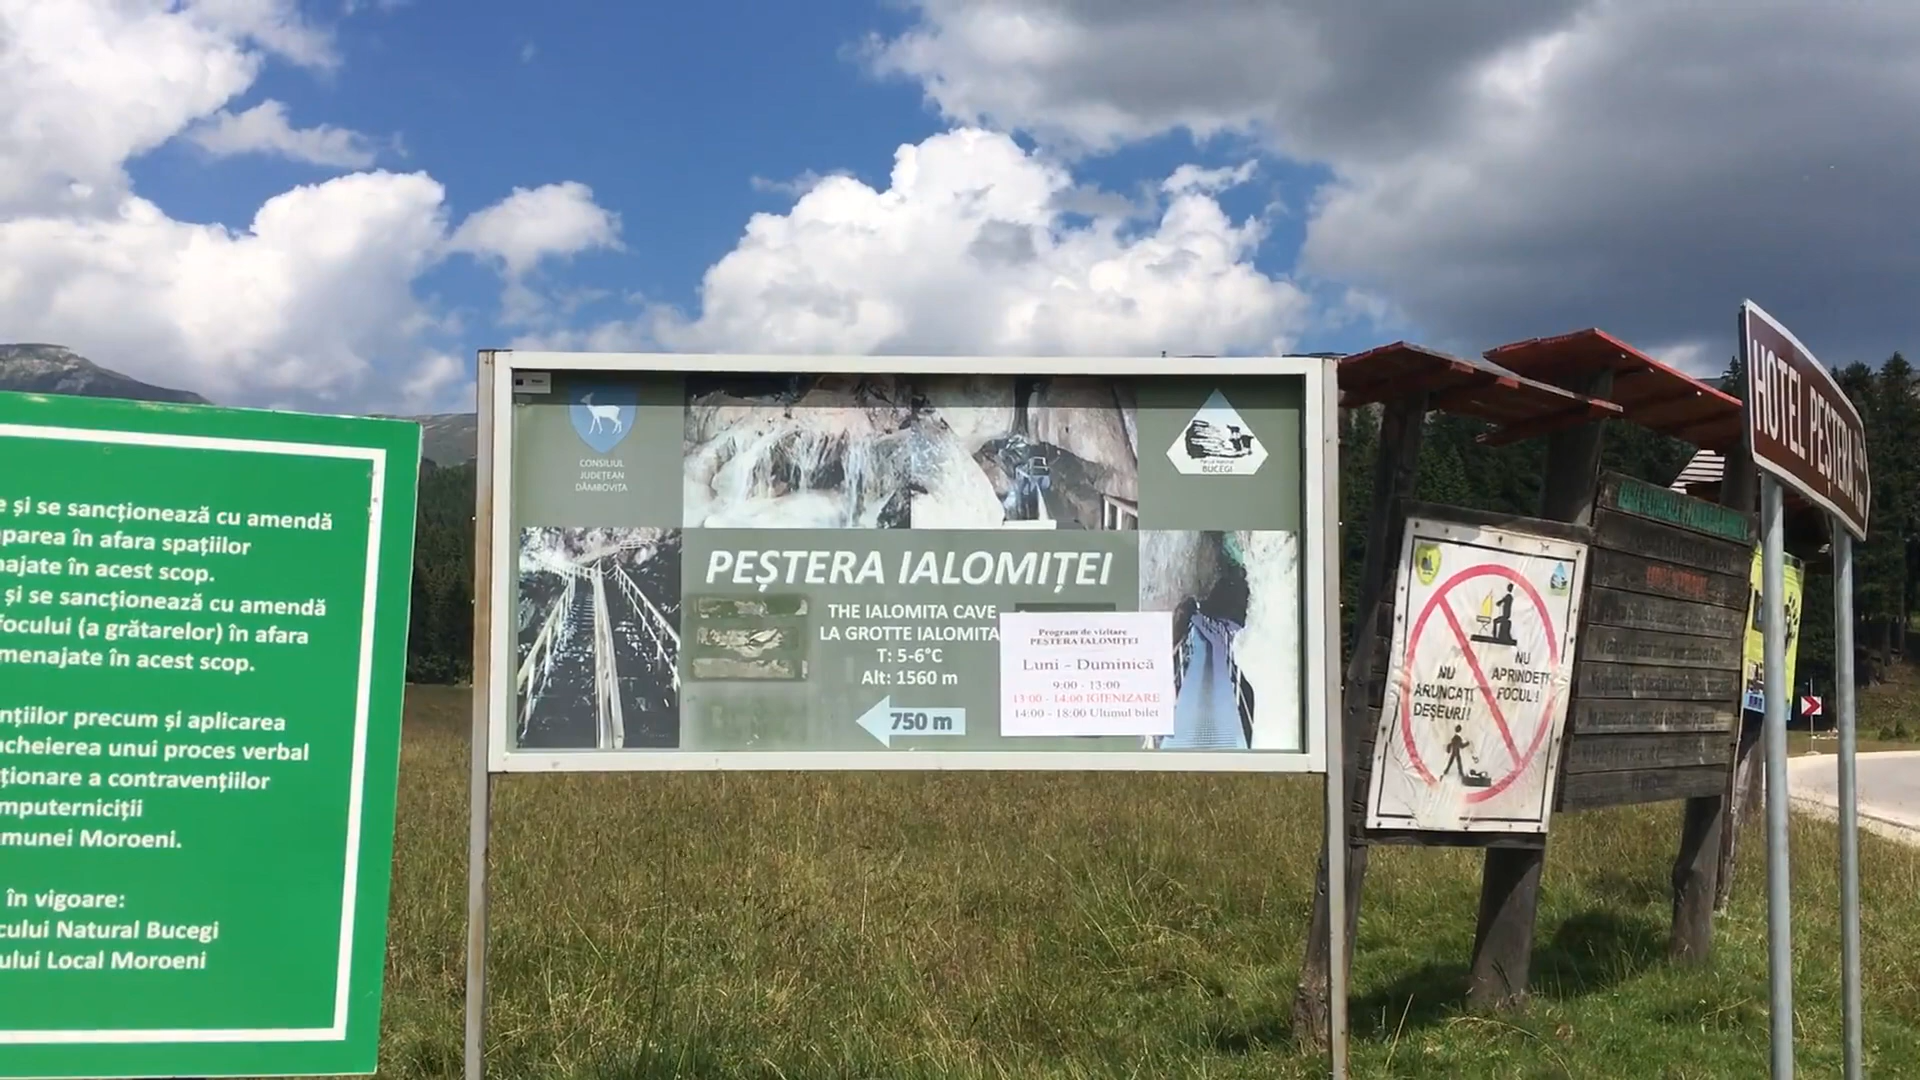 e și se sancționează cu amendă
parea în afara spațiilor
najate în acest scop.
și se sancționează cu amendă
focului (a grătarelor) în afara
menajate în acest scop.
nțiilor precum și aplicarea
cheierea unui proces verbal
ționare a contravențiilor
mputerniciții
munei Moroeni.
în vigoare:
cului Natural Bucegi
ului Local Moroeni
CONSILIUL
JUDEȚEAN
DÂMBOVIȚA
BUCEGI
PEȘTERA IALOMIȚEI
THE IALOMITA CAVE
LA GROTTE IALOMITA
T: 5-6°C
Alt: 1560 m
750 m
Program de vizitare
PEȘTERA IALOMIȚEI
Luni - Duminică
9:00 - 13:00
13:00 - 14:00 IGIENIZARE
14:00 - 18:00 Ultimul bilet
NU
ARUNCAȚI
DEȘEURI!
NU
APRINDEȚI
FOCUL!
HOTEL PEȘTERA